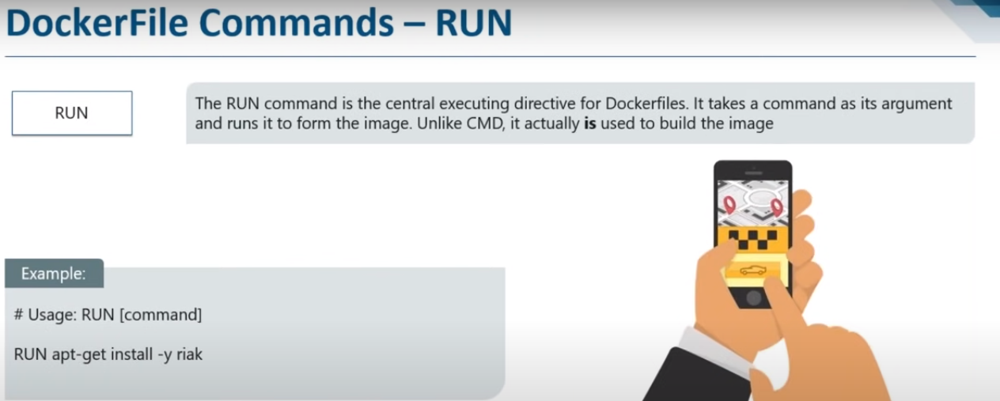 DockerFile Commands – RUN
RUN
The RUN command is the central executing directive for Dockerfiles. It takes a command as its argument
and runs it to form the image. Unlike CMD, it actually is used to build the image
Example:
# Usage: RUN [command]
RUN apt-get install -y riak